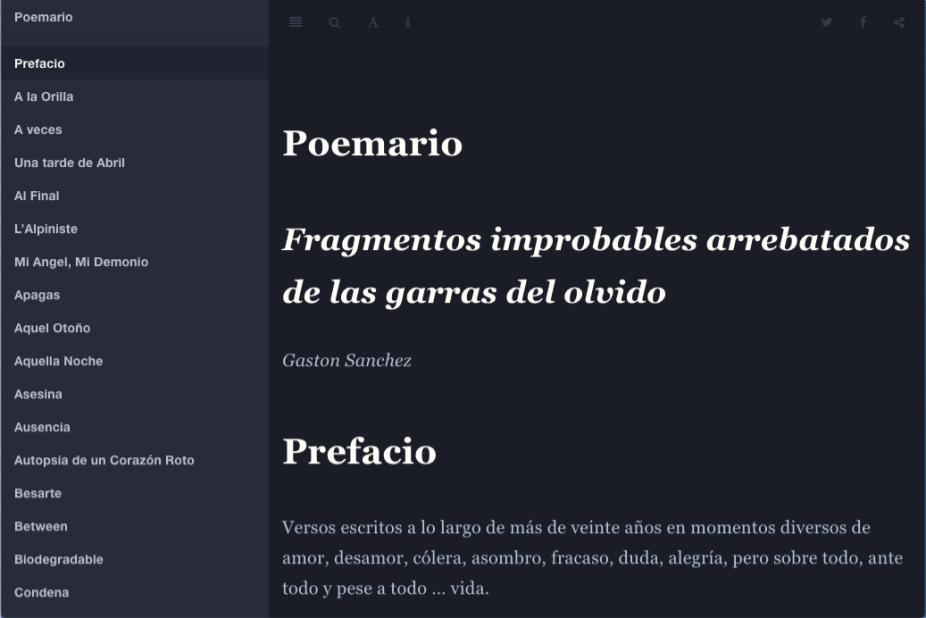 Poemario
Prefacio
A la Orilla
A veces
Una tarde de Abril
Al Final
L'Alpiniste
Mi Angel, Mi Demonio
Apagas
Aquel Otoño
Aquella Noche
Asesina
Ausencia
Autopsia de un Corazón Roto
Besarte
Between
Biodegradable
Condena
A
i
Poemario
Fragmentos improbables arrebatados
de las garras del olvido
Gaston Sanchez
Prefacio
Versos escritos a lo largo de más de veinte años en momentos diversos de
amor, desamor, cólera, asombro, fracaso, duda, alegría, pero sobre todo, ante
todo y pese a todo ... vida.